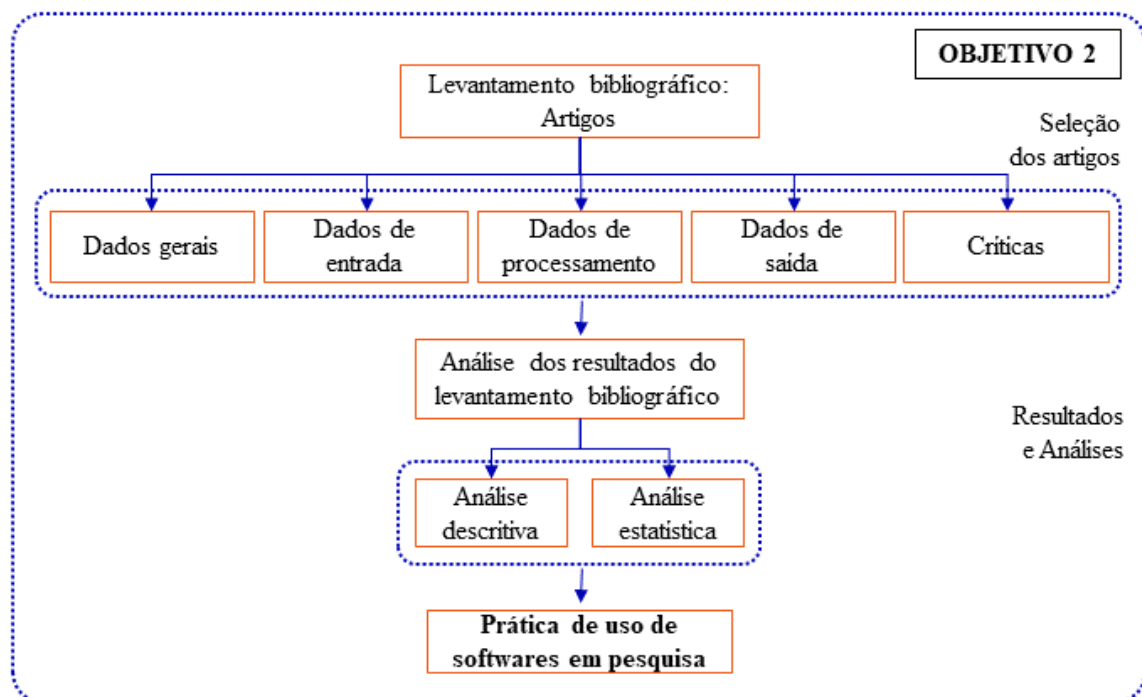 OBJETIVO 2
Levantamento bibliográfico:
Artigos
Seleção
dos artigos
Dados gerais
Dados de
entrada
Dados de
processamento
Dados de
saída
Críticas
Análise dos resultados do
levantamento bibliográfico
Resultados
e Análises
Análise
descritiva
Análise
estatística
Prática de uso de
softwares em pesquisa